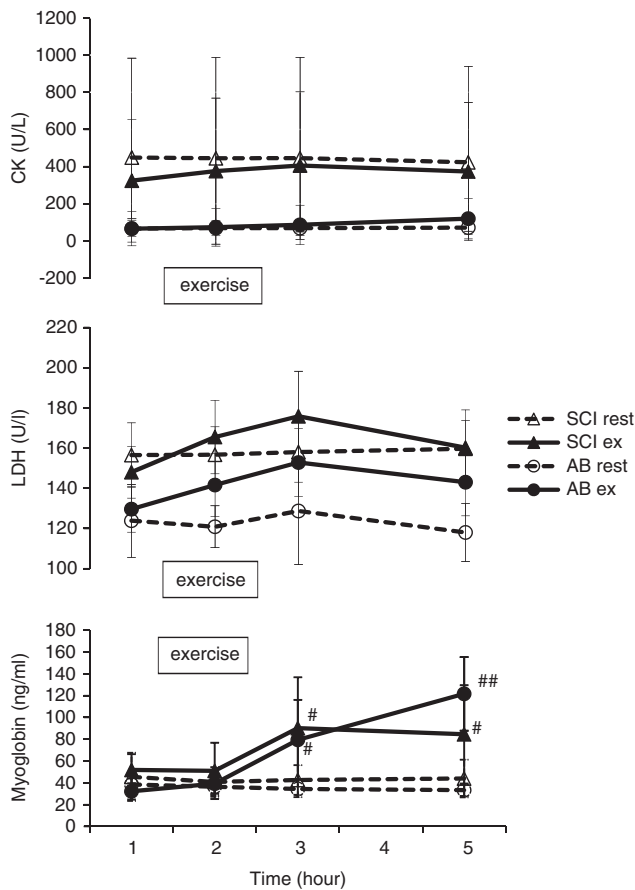 1200
1000
800
600
400
200
0
-200
CK (U/L)
exercise
220
200
180
160
140
120
100
LDH (U/l)
exercise
SCI rest
SCI ex
AB rest
AB ex
180
160
140
120
100
80
60
40
20
0
Myoglobin (ng/ml)
exercise
#
#
##
#
1 2 3 4 5
Time (hour)